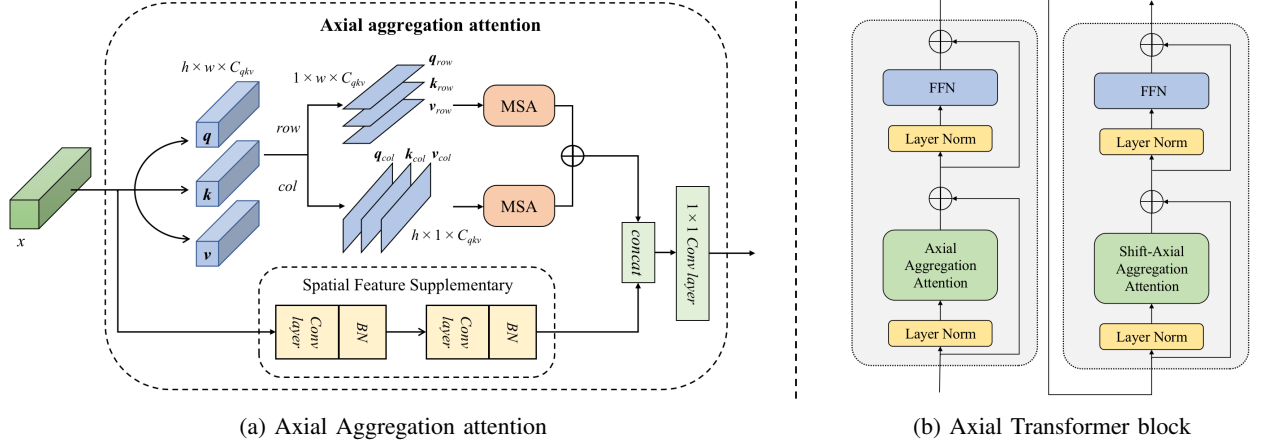 Axial aggregation attention
h × w × C_qkv
1 × w × C_qkv
q_row
k_row
v_row
MSA
q
k
v
row
col
q_col k_col v_col
MSA
h × 1 × C_qkv
x
concat
1 × 1 Conv layer
Spatial Feature Supplementary
Conv
layer
BN
Conv
layer
BN
(a) Axial Aggregation attention
FFN
Layer Norm
Axial
Aggregation
Attention
Layer Norm
FFN
Layer Norm
Shift-Axial
Aggregation
Attention
Layer Norm
(b) Axial Transformer block